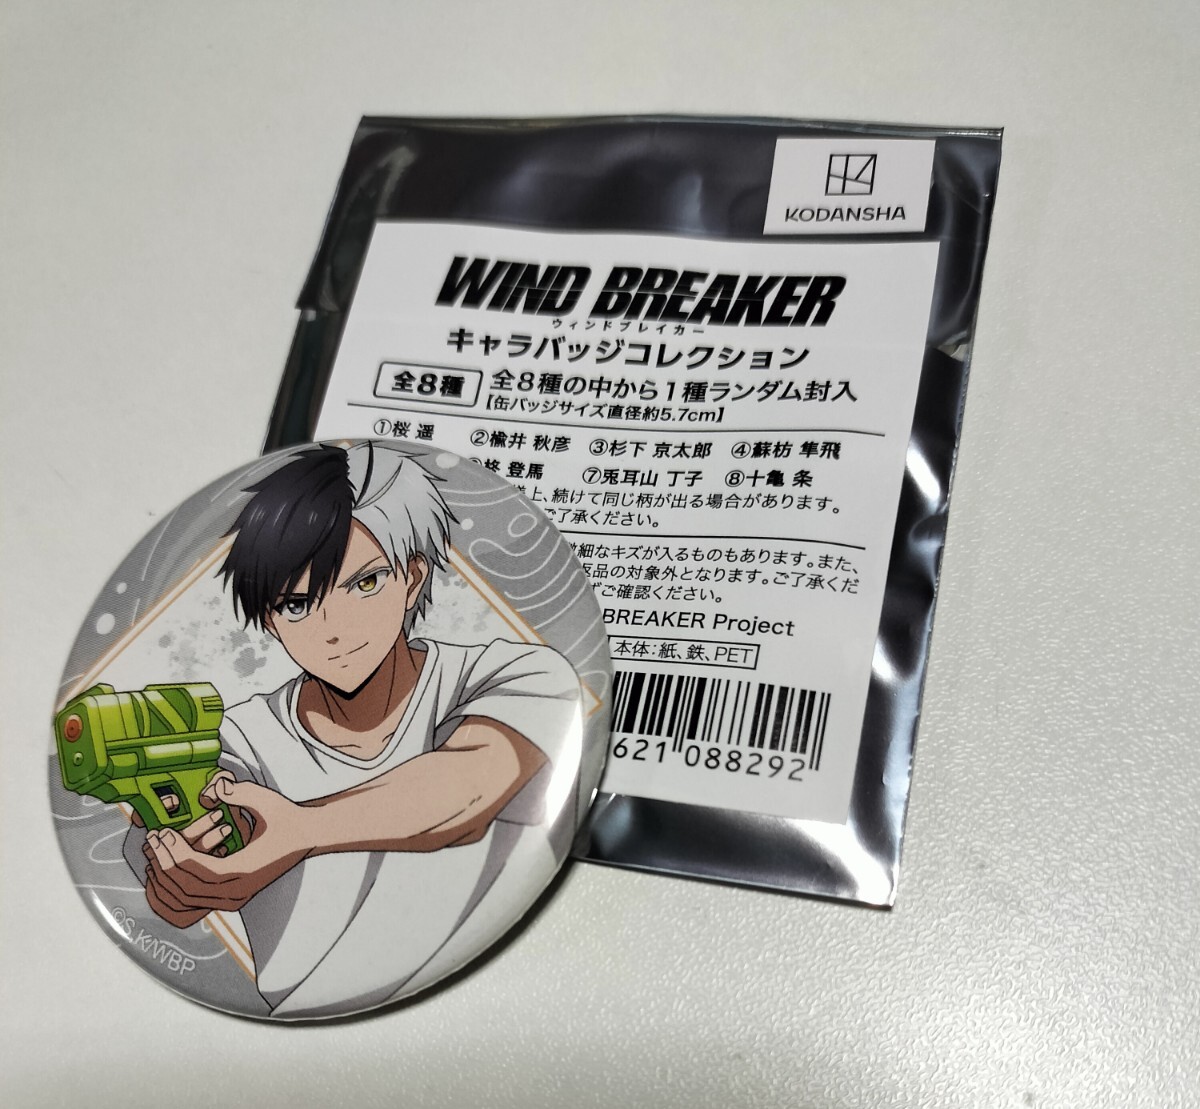 KODANSHA
WIND BREAKER
ウィンドブレイカー
キャラバッジコレクション
全8種 全8種の中から1種ランダム封入
【缶バッジサイズ直径約5.7cm】
①桜 遥 ②楡井 秋彦 ③杉下 京太郎 ④蘇枋 隼飛
柊 登馬 ⑦兎耳山 丁子 ⑧十亀 条
上、続けて同じ柄が出る場合があります。
ご了承ください。
細なキズが入るものもあります。また、
返品の対象外となります。ご了承くだ
ずご確認ください。
BREAKER Project
本体:紙、鉄、PET
621 088292
©S.K/WBP